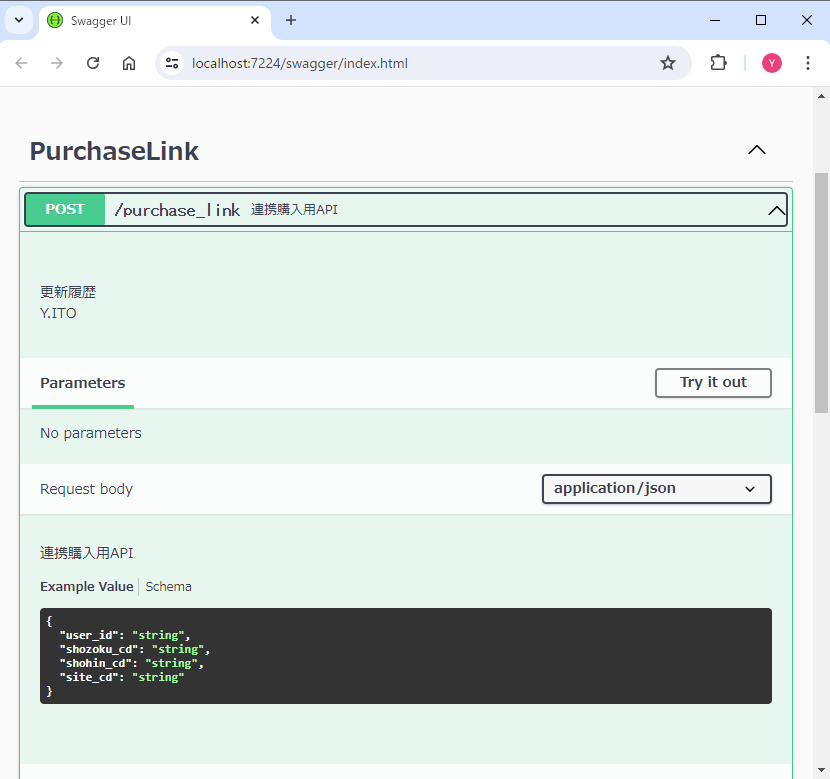 Swagger UI
localhost:7224/swagger/index.html
Y
PurchaseLink
POST /purchase_link 連携購入用API
更新履歴
Y.ITO
Parameters Try it out
No parameters
Request body application/json
連携購入用API
Example Value Schema
{
"user_id": "string",
"shozoku_cd": "string",
"shohin_cd": "string",
"site_cd": "string"
}